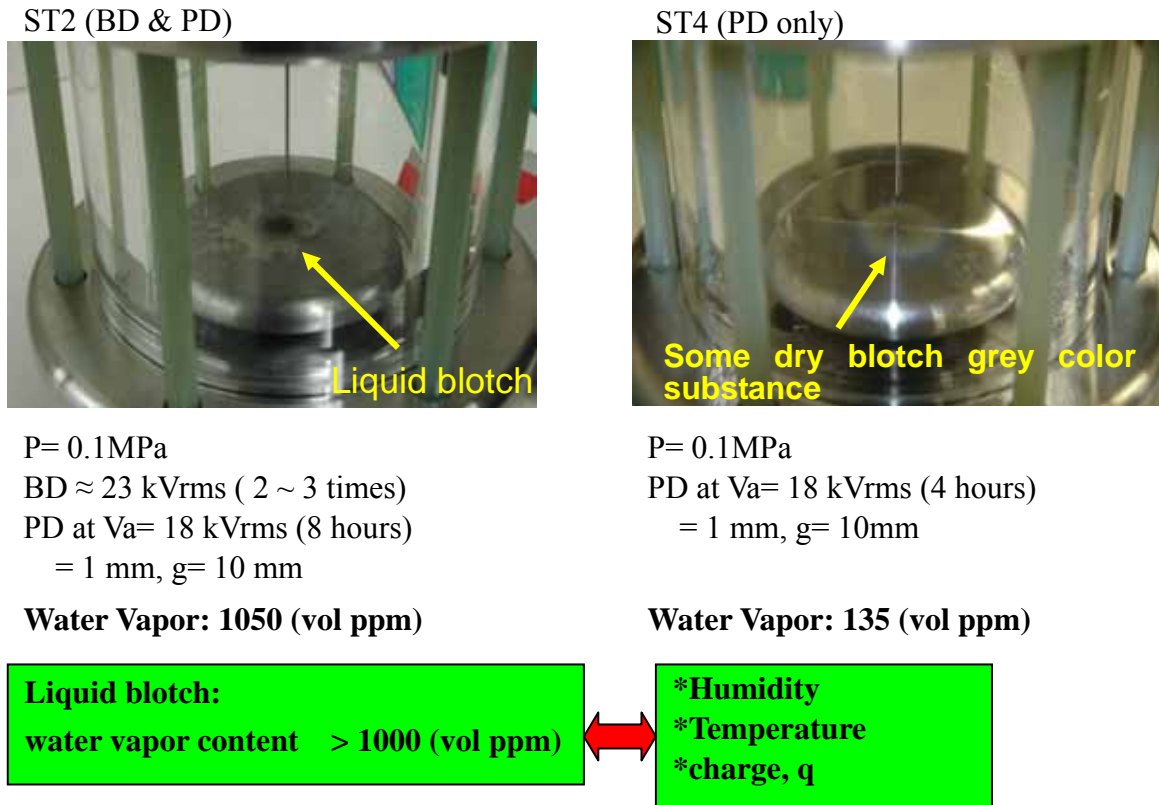 ST2 (BD & PD)
Liquid blotch
P= 0.1MPa
BD ≈ 23 kVrms ( 2 ~ 3 times)
PD at Va= 18 kVrms (8 hours)
= 1 mm, g= 10 mm
Water Vapor: 1050 (vol ppm)
ST4 (PD only)
Some dry blotch grey color
substance
P= 0.1MPa
PD at Va= 18 kVrms (4 hours)
= 1 mm, g= 10mm
Water Vapor: 135 (vol ppm)
Liquid blotch:
water vapor content > 1000 (vol ppm)
*Humidity
*Temperature
*charge, q